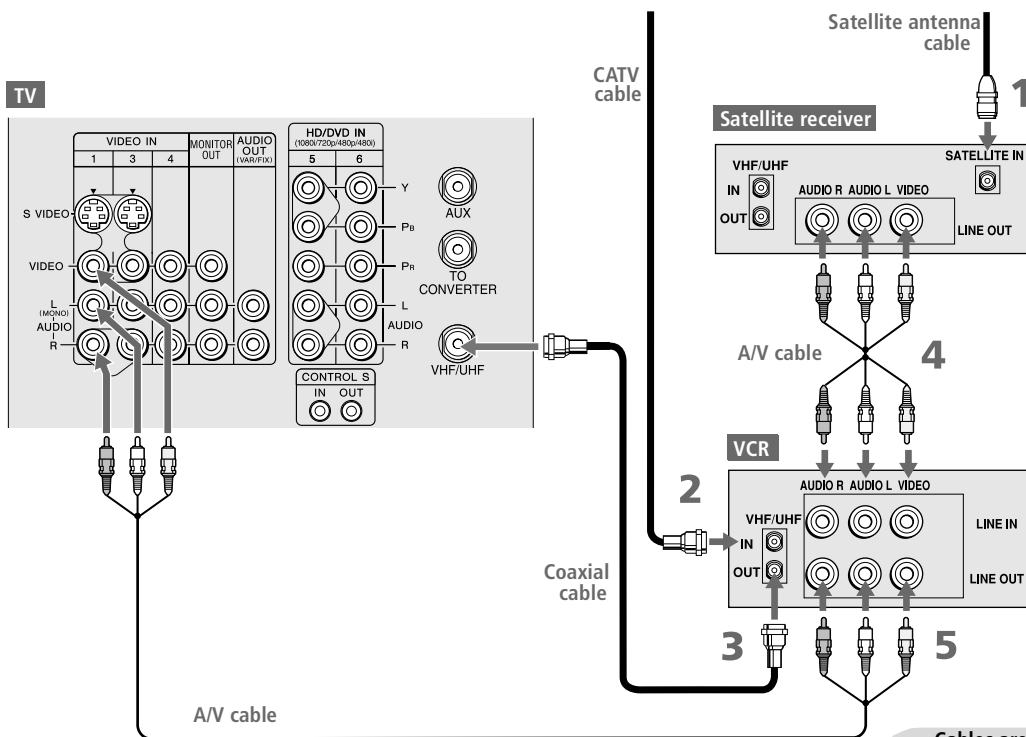 Satellite antenna
cable
CATV
cable
1
TV
Satellite receiver
VIDEO IN
1 3 4
MONITOR
OUT
AUDIO
OUT
(VAR/FIX)
HD/DVD IN
(1080i/720p/480p/480i)
5 6
S VIDEO
VIDEO
L
(MONO)
AUDIO
R
Y
PB
PR
L
AUDIO
R
AUX
TO
CONVERTER
VHF/UHF
CONTROL S
IN OUT
VHF/UHF
IN
OUT
AUDIO R AUDIO L VIDEO
SATELLITE IN
LINE OUT
A/V cable
4
VCR
2
AUDIO R AUDIO L VIDEO
VHF/UHF
IN
OUT
LINE IN
LINE OUT
Coaxial
cable
3
5
A/V cable
Cables are